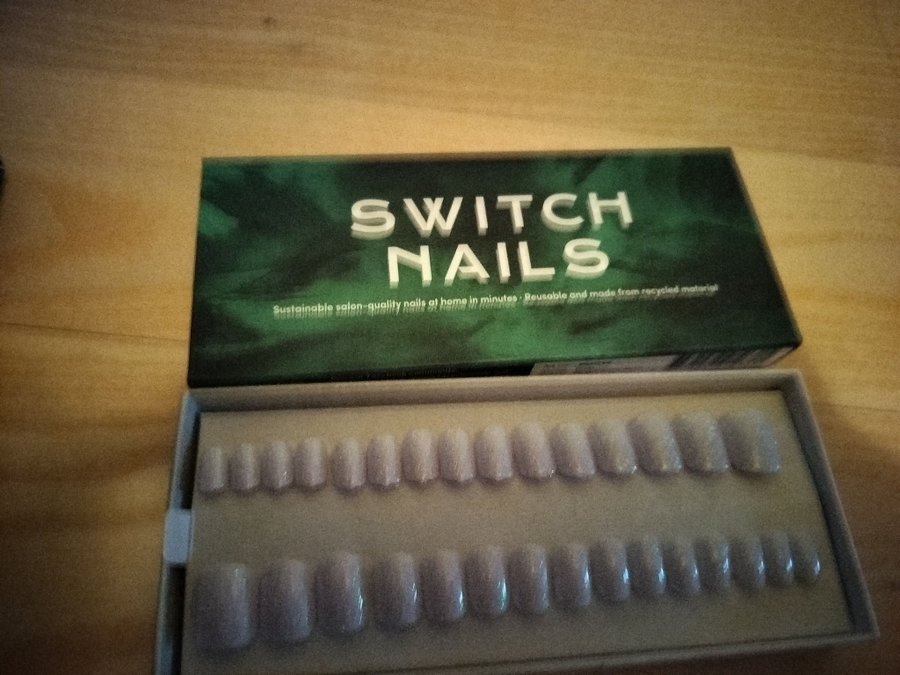 SWITCH
NAILS
Sustainable salon-quality nails at home in minutes · Reusable and made from recycled material